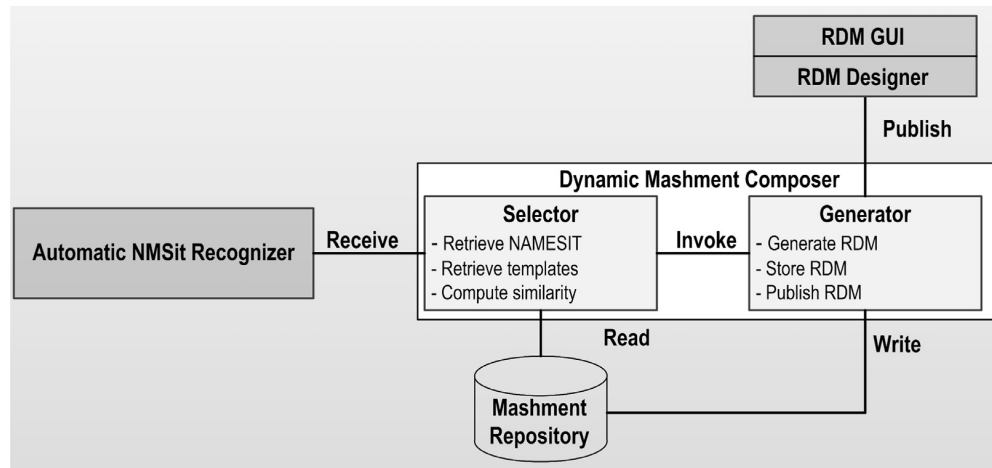 RDM GUI
RDM Designer
Publish
Dynamic Mashment Composer
Automatic NMSit Recognizer
Receive
Selector
- Retrieve NAMESIT
- Retrieve templates
- Compute similarity
Invoke
Generator
- Generate RDM
- Store RDM
- Publish RDM
Read
Write
Mashment
Repository